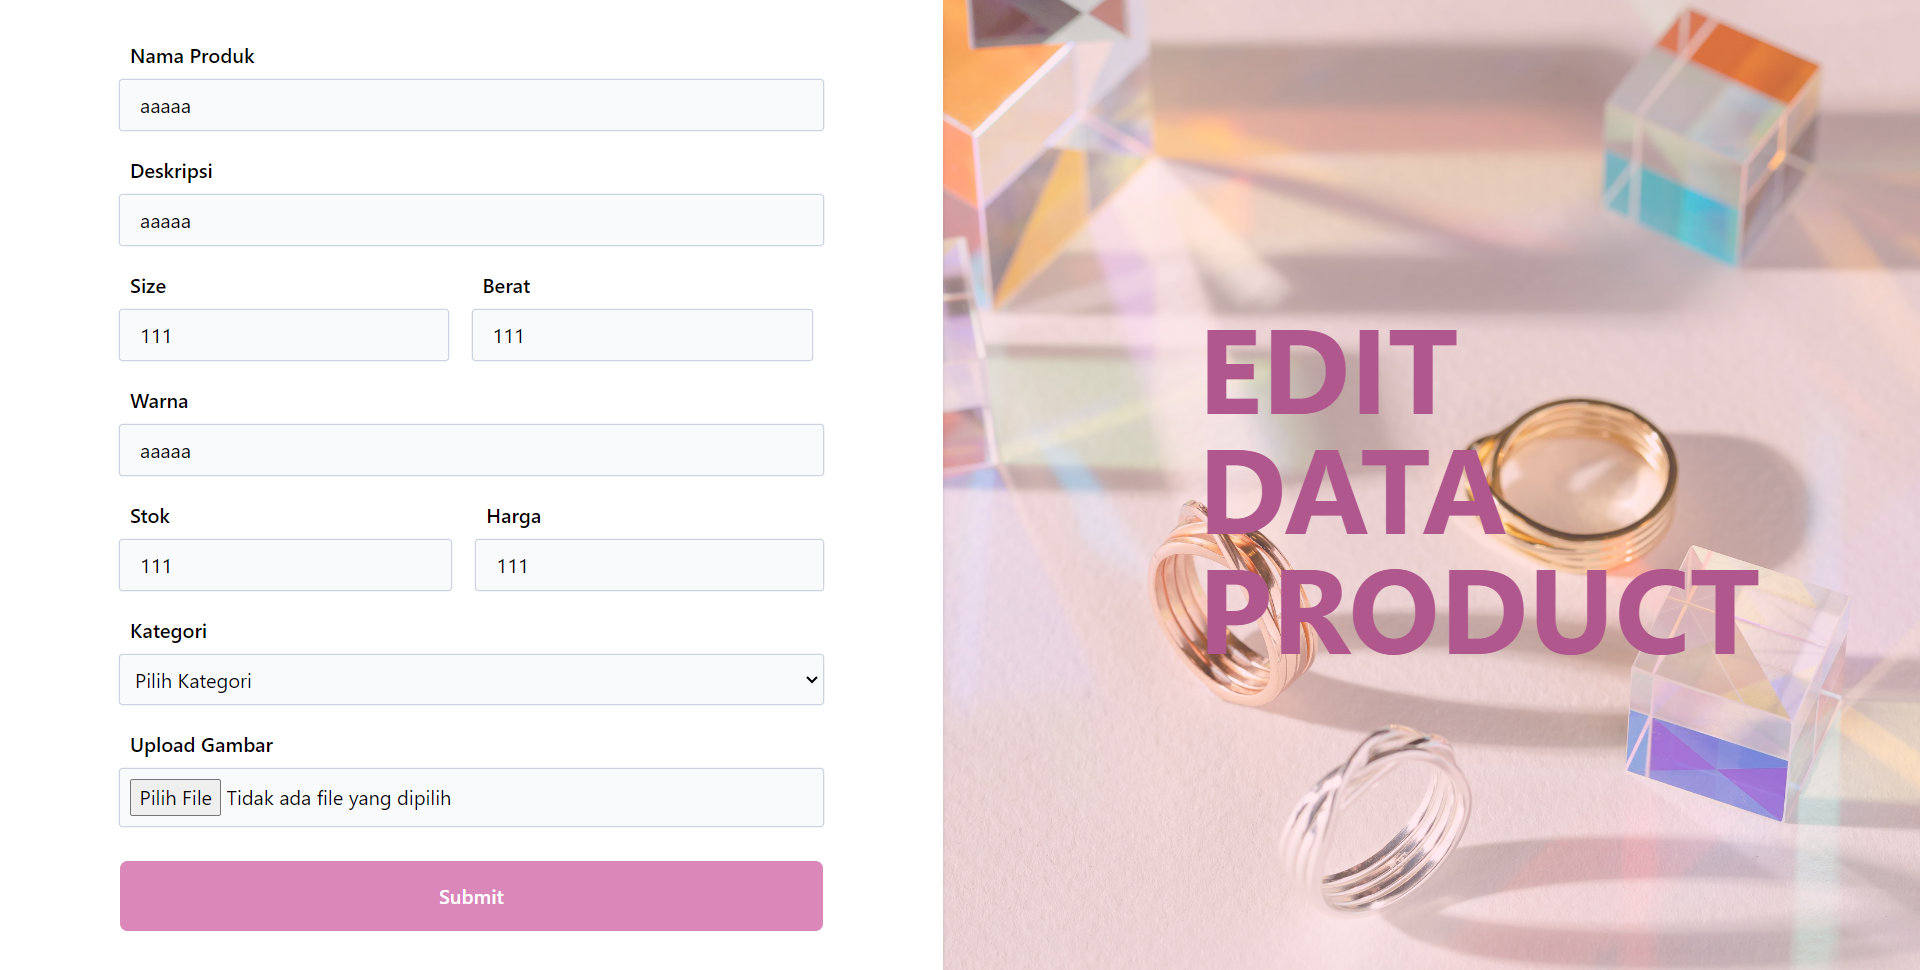 Nama Produk
aaaaa
Deskripsi
aaaaa
Size
Berat
111
111
Warna
aaaaa
Stok
Harga
111
111
Kategori
Pilih Kategori
Upload Gambar
Pilih File Tidak ada file yang dipilih
Submit
EDIT
DATA
PRODUCT